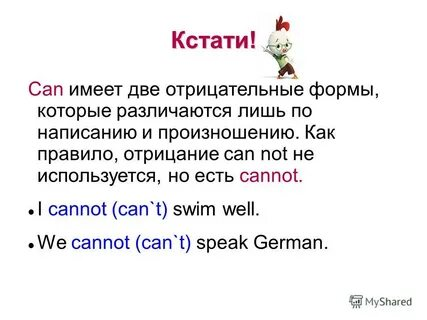 Кстати!
Can имеет две отрицательные формы,
которые различаются лишь по
написанию и произношению. Как
правило, отрицание can not не
используется, но есть cannot.
● I cannot (can`t) swim well.
● We cannot (can`t) speak German.
MyShared